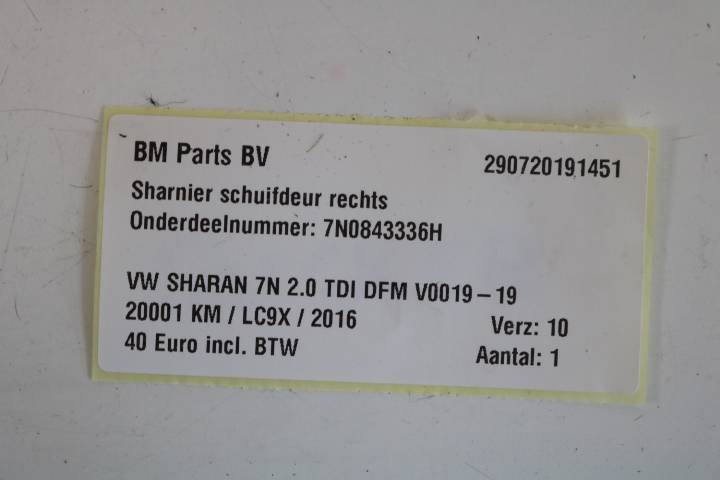 BM Parts BV 290720191451
Sharnier schuifdeur rechts
Onderdeelnummer: 7N0843336H
VW SHARAN 7N 2.0 TDI DFM V0019-19
20001 KM / LC9X / 2016 Verz: 10
40 Euro incl. BTW Aantal: 1